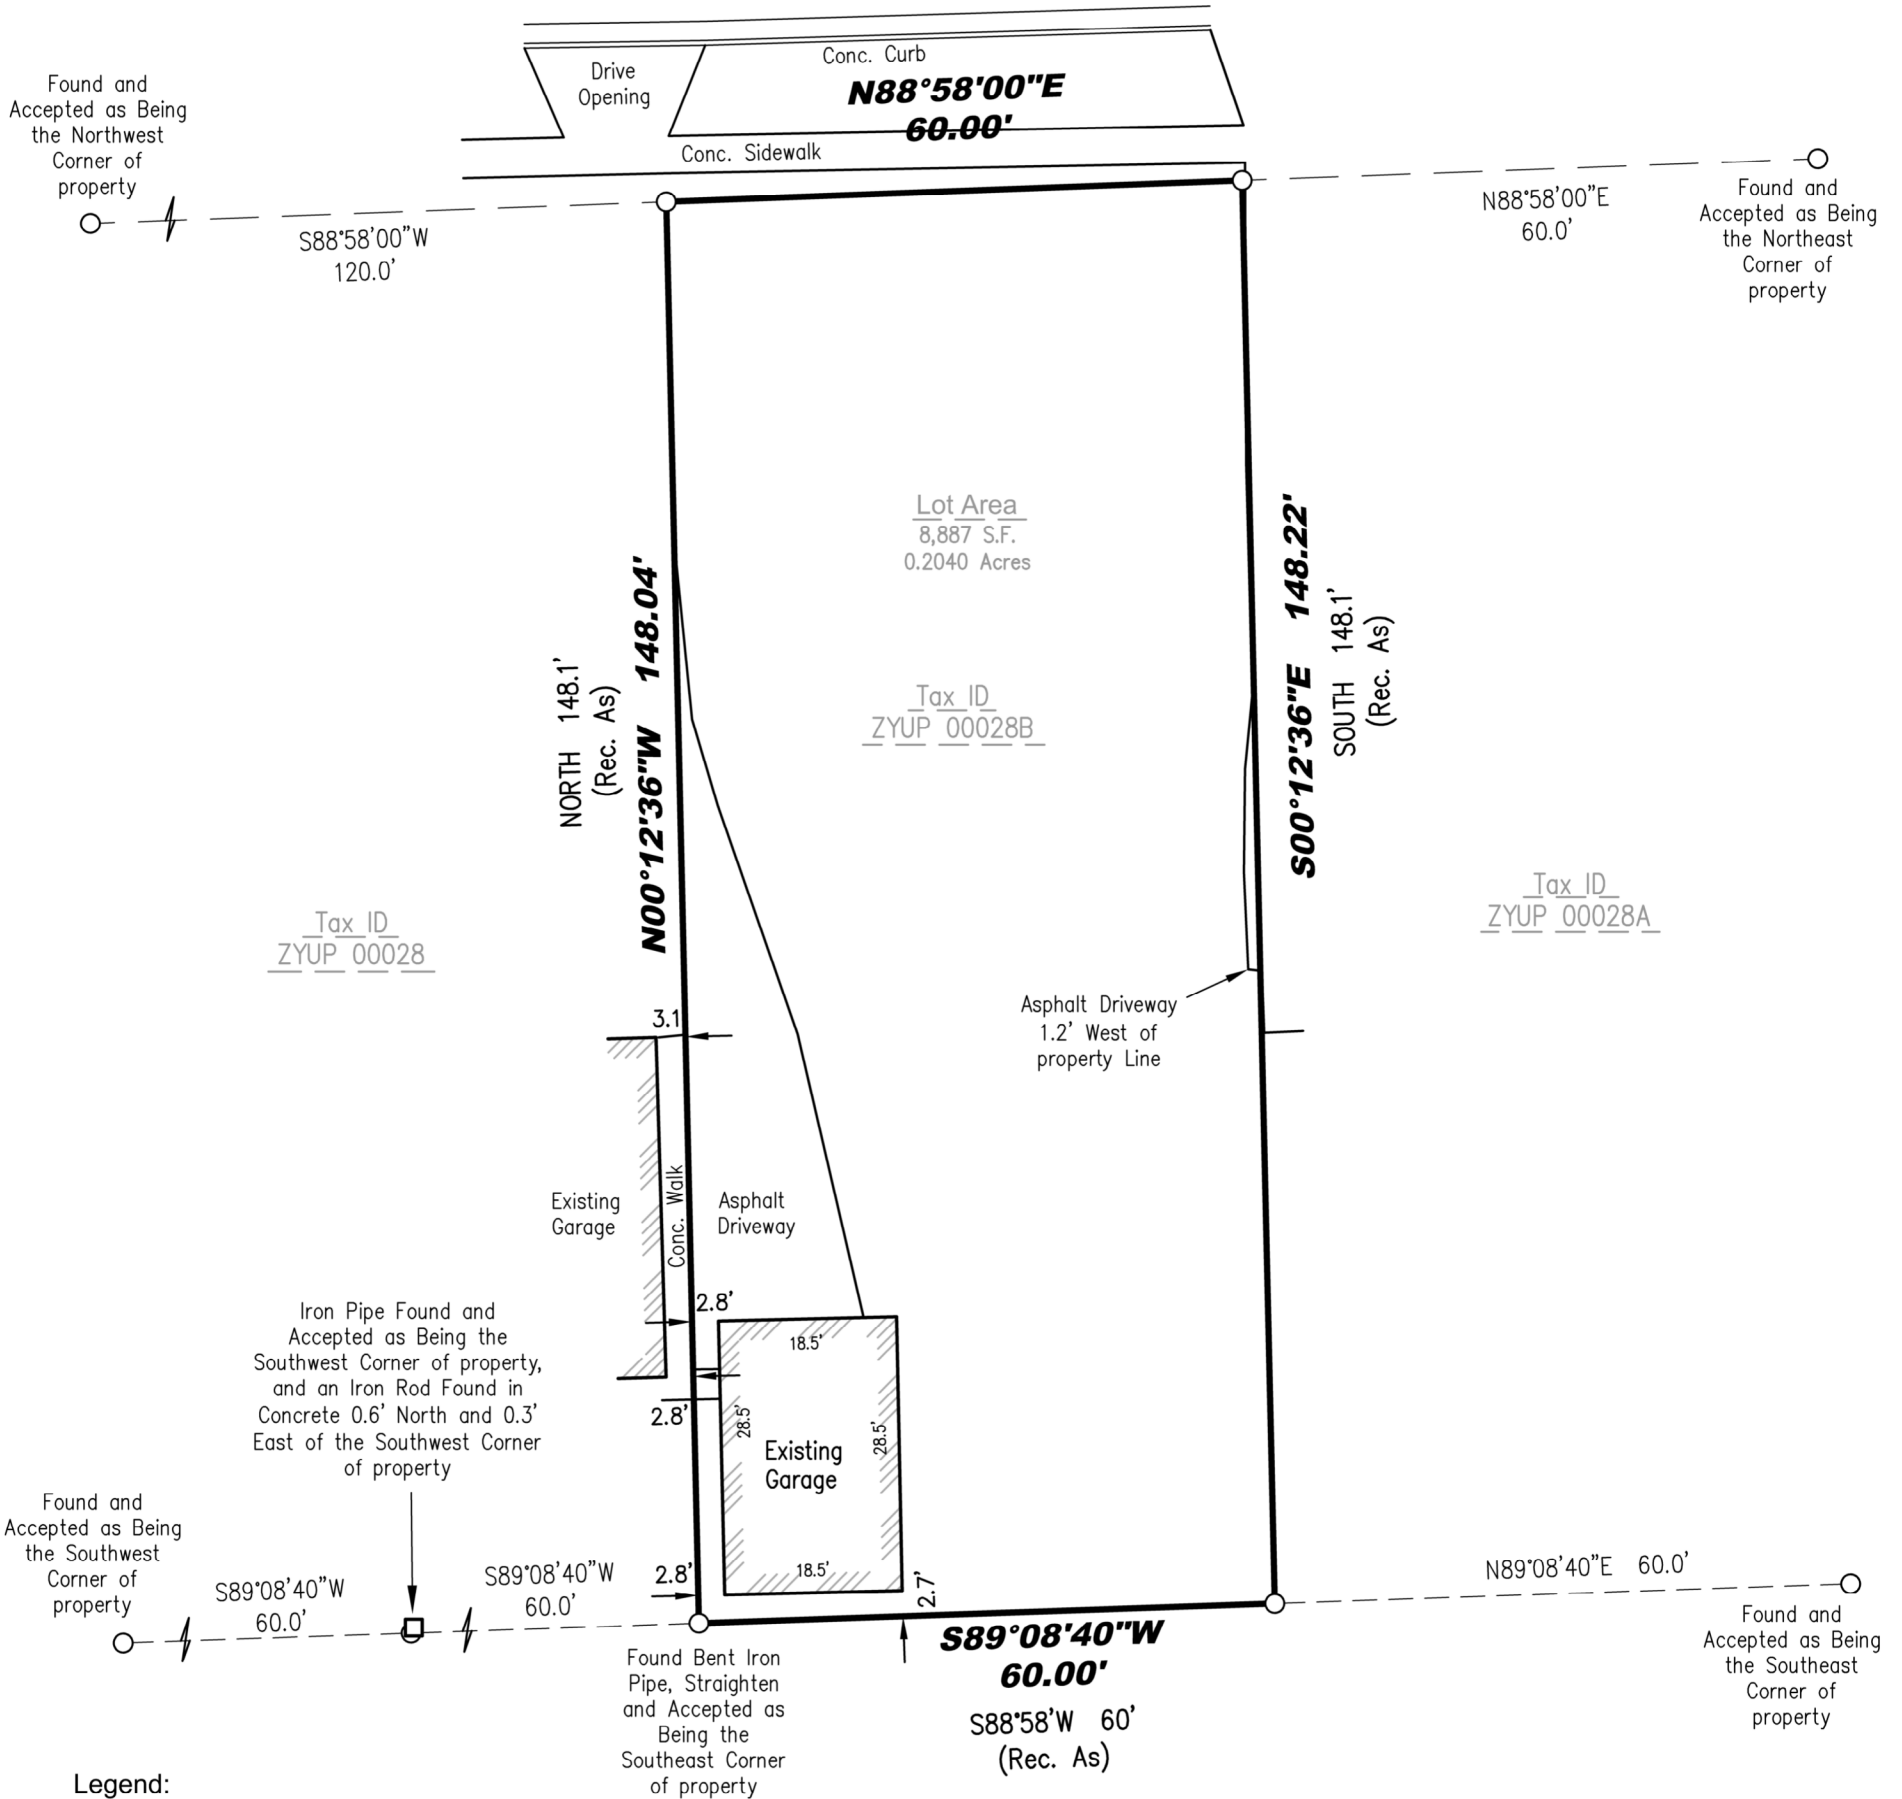 Conc. Curb
Drive
Opening
N88°58'00"E
60.00'
Conc. Sidewalk
Found and
Accepted as Being
the Northwest
Corner of
property
S88°58'00"W
120.0'
N88°58'00"E
60.0'
Found and
Accepted as Being
the Northeast
Corner of
property
Lot Area
8,887 S.F.
0.2040 Acres
NORTH 148.1'
(Rec. As)
N00°12'36"W 148.04'
Tax ID
ZYUP 00028B
S00°12'36"E 148.22'
SOUTH 148.1'
(Rec. As)
Tax ID
ZYUP 00028
Tax ID
ZYUP 00028A
3.1
Asphalt Driveway
1.2' West of
property Line
Existing
Garage
Conc. Walk
Asphalt
Driveway
2.8'
18.5'
2.8'
28.5'
28.5'
Existing
Garage
18.5'
2.8'
2.7'
Iron Pipe Found and
Accepted as Being the
Southwest Corner of property,
and an Iron Rod Found in
Concrete 0.6' North and 0.3'
East of the Southwest Corner
of property
Found and
Accepted as Being
the Southwest
Corner of
property
S89°08'40"W
60.0'
S89°08'40"W
60.0'
N89°08'40"E 60.0'
Found and
Accepted as Being
the Southeast
Corner of
property
S89°08'40"W
60.00'
S88°58'W 60'
(Rec. As)
Found Bent Iron
Pipe, Straighten
and Accepted as
Being the
Southeast Corner
of property
Legend: